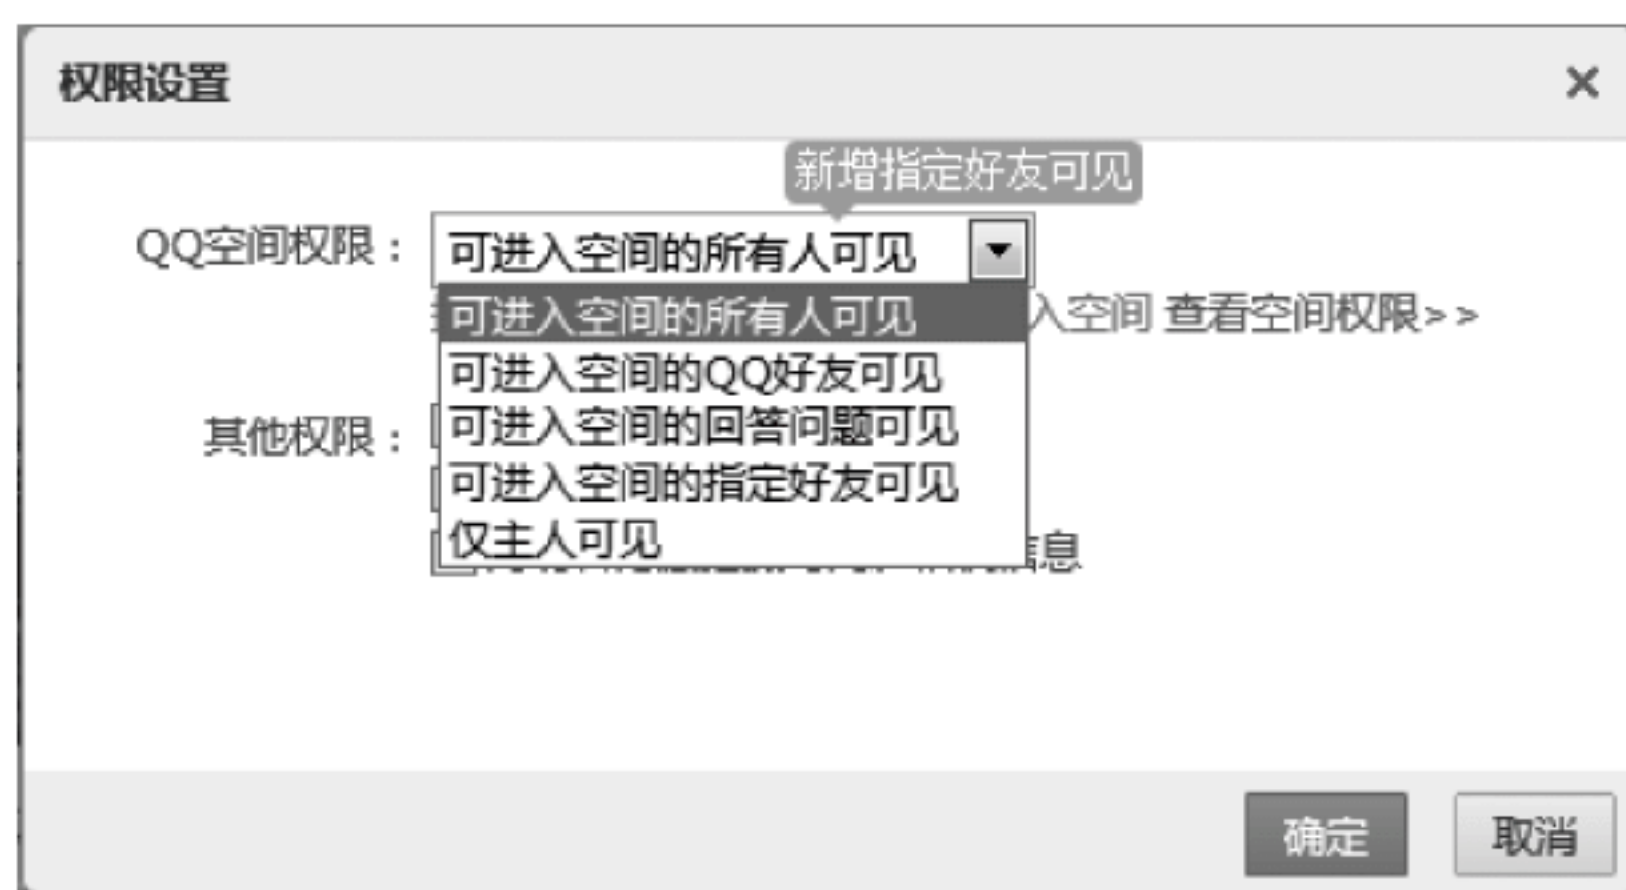 权限设置
新增指定好友可见
QQ空间权限：
可进入空间的所有人可见
可进入空间的所有人可见
入空间 查看空间权限>>
可进入空间的QQ好友可见
其他权限：
可进入空间的回答问题可见
可进入空间的指定好友可见
仅主人可见
息
确定
取消